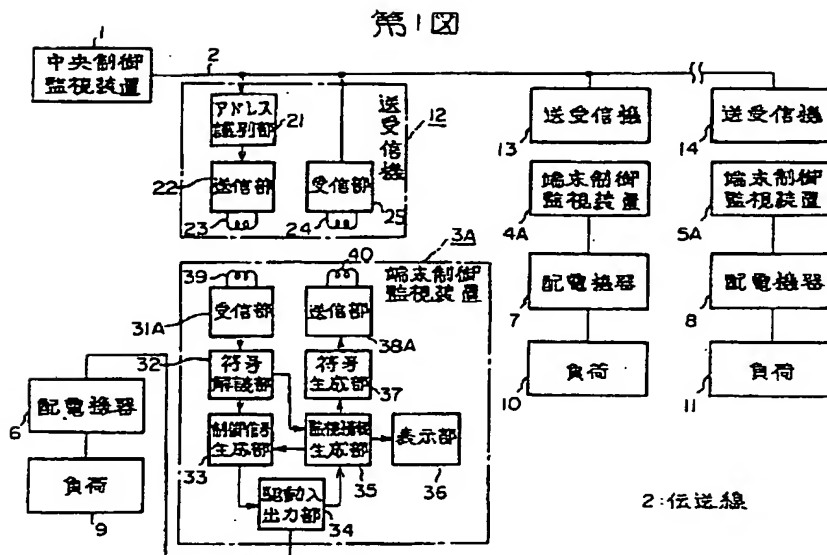 第1図
1
中央制御
監視装置
2
アドレス
識別部
21
送受信機
12
22
送信部
受信部
23
24
25
13
送受信機
14
送受信機
端末制御
監視装置
4A
端末制御
監視装置
5A
3A
39
40
端末制御
監視装置
受信部
送信部
31A
38A
32
符号
解読部
符号
生成部
37
配電機器
7
配電機器
8
6
配電機器
制御信号
生成部
監視情報
生成部
表示部
33
35
36
負荷
10
負荷
11
負荷
9
駆動入
出力部
34
2:伝送線